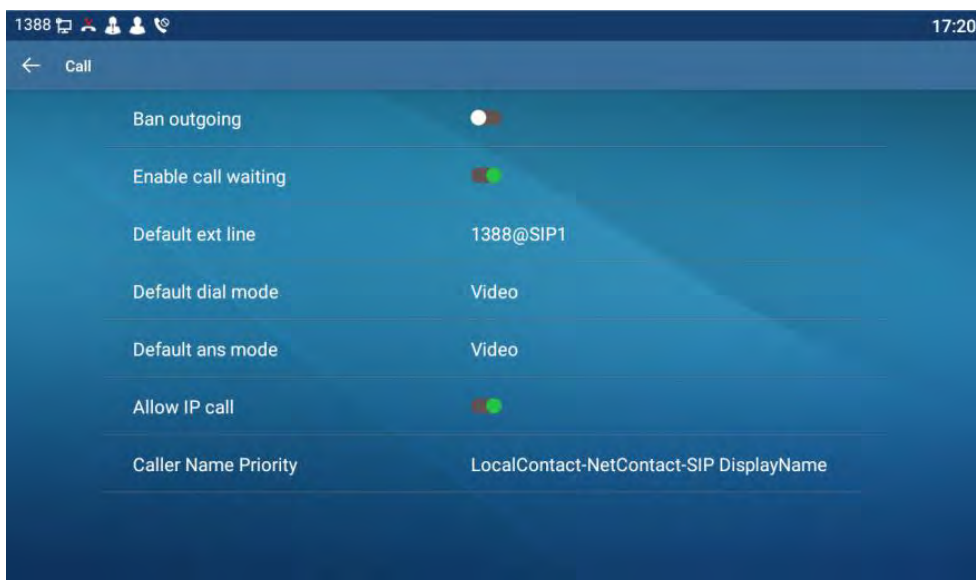 1388 17:20
Call
Ban outgoing
Enable call waiting
Default ext line 1388@SIP1
Default dial mode Video
Default ans mode Video
Allow IP call
Caller Name Priority LocalContact-NetContact-SIP DisplayName